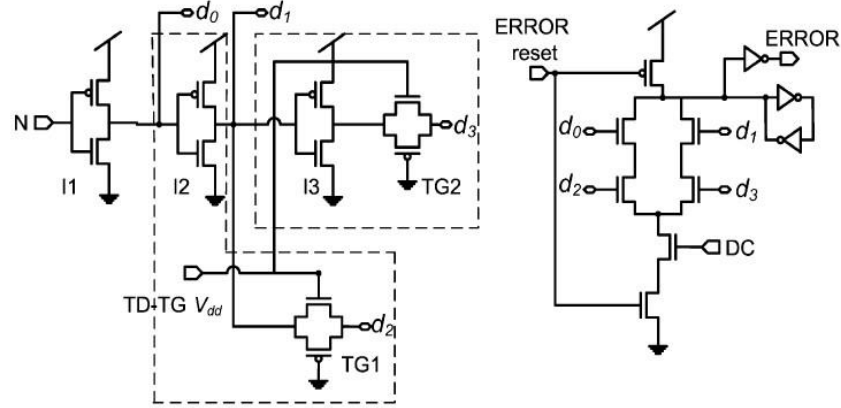 d0 d1
ERROR
reset
ERROR
N
d3
d0 d1
I1 I2 I3 TG2
d2 d3
DC
TD-TG Vdd
d2
TG1